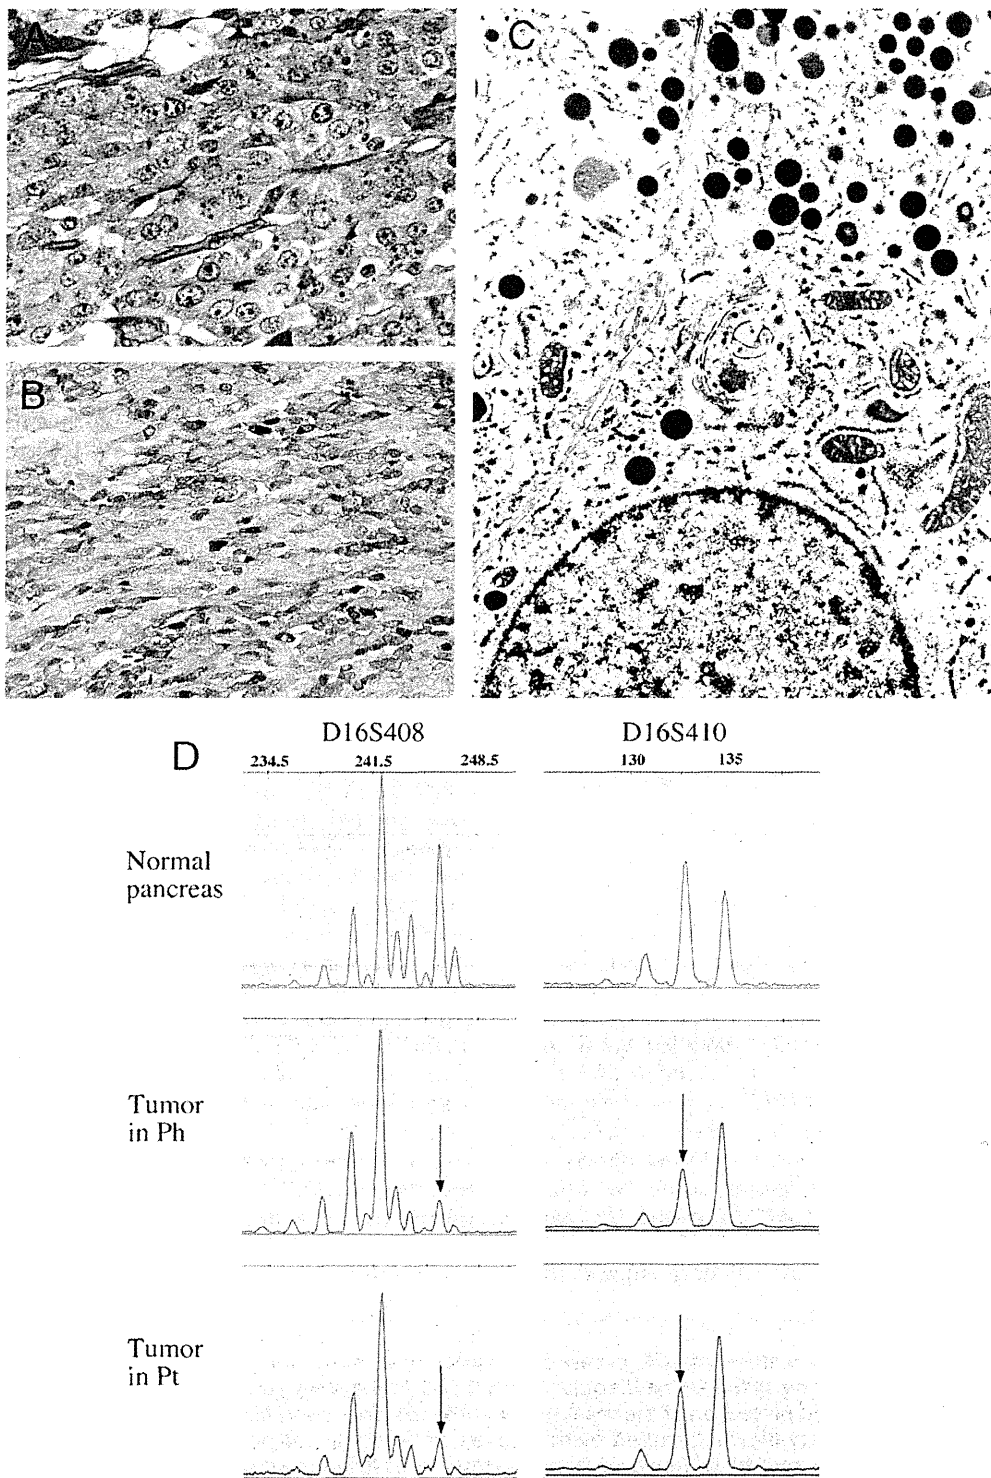 A
C
B
D
D16S408
D16S410
234.5 241.5 248.5
130 135
Normal
pancreas
Tumor
in Ph
Tumor
in Pt